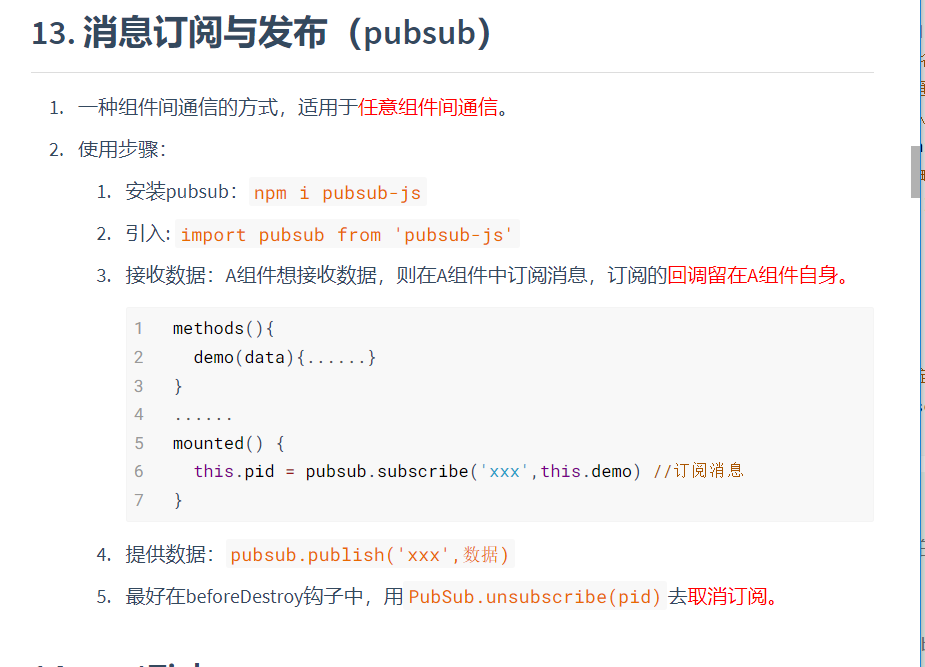 13. 消息订阅与发布（pubsub）
1. 一种组件间通信的方式，适用于任意组件间通信。
2. 使用步骤：
1. 安装pubsub：npm i pubsub-js
2. 引入: import pubsub from 'pubsub-js'
3. 接收数据：A组件想接收数据，则在A组件中订阅消息，订阅的回调留在A组件自身。
1 methods(){
2 demo(data){......}
3 }
4 ......
5 mounted() {
6 this.pid = pubsub.subscribe('xxx',this.demo) //订阅消息
7 }
4. 提供数据：pubsub.publish('xxx',数据)
5. 最好在beforeDestroy钩子中，用PubSub.unsubscribe(pid)去取消订阅。